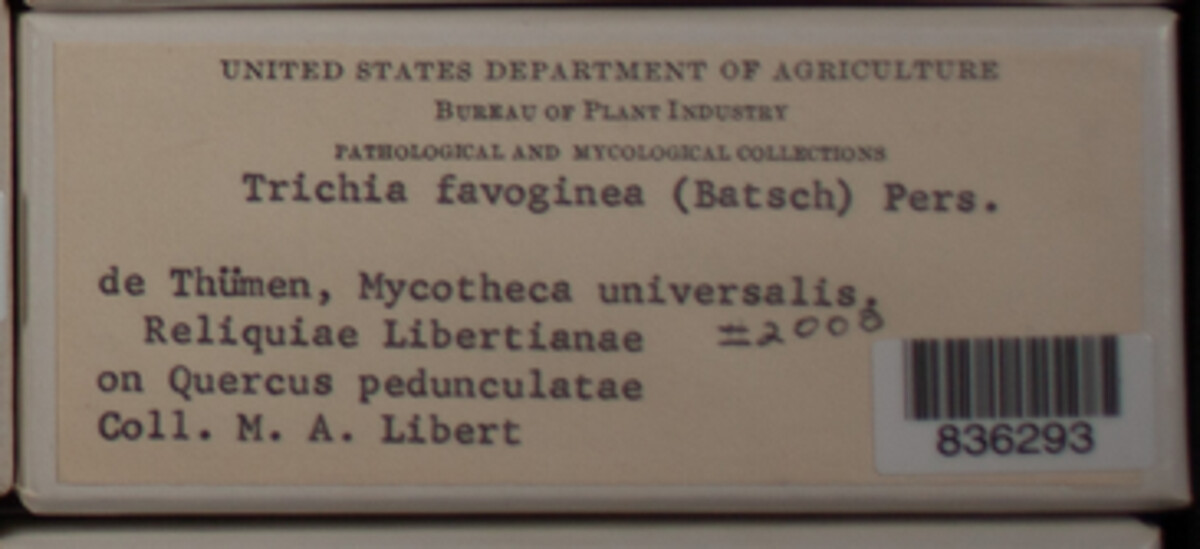 UNITED STATES DEPARTMENT OF AGRICULTURE
BUREAU OF PLANT INDUSTRY
PATHOLOGICAL AND MYCOLOGICAL COLLECTIONS
Trichia favoginea (Batsch) Pers.
de Thümen, Mycotheca universalis,
Reliquiae Libertianae #2000
on Quercus pedunculatae
Coll. M. A. Libert
836293